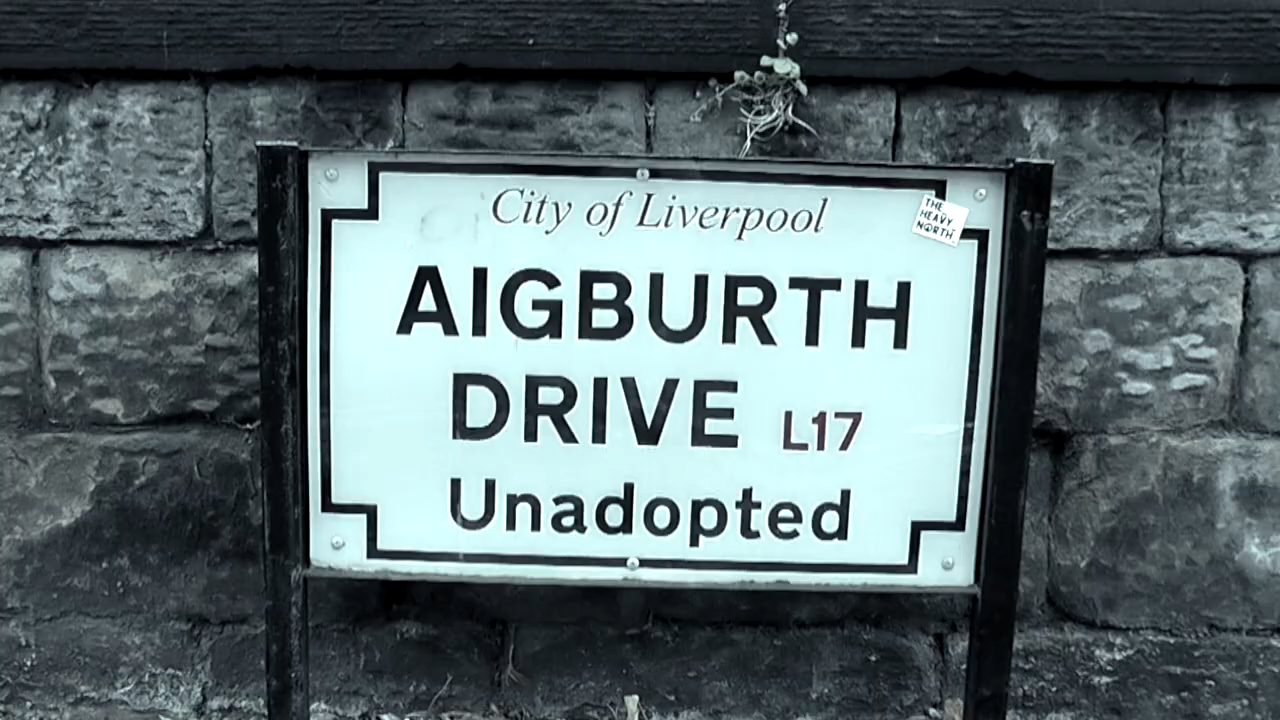 City of Liverpool
THE
HEAVY
NORTH
AIGBURTH
DRIVE L17
Unadopted